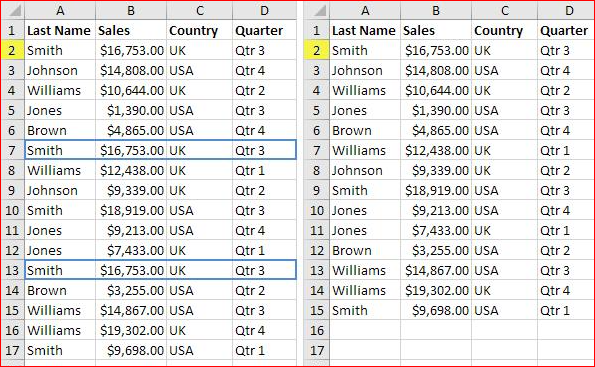 A B C D A B C D
1 Last Name Sales Country Quarter 1 Last Name Sales Country Quarter
2 Smith $16,753.00 UK Qtr 3 2 Smith $16,753.00 UK Qtr 3
3 Johnson $14,808.00 USA Qtr 4 3 Johnson $14,808.00 USA Qtr 4
4 Williams $10,644.00 UK Qtr 2 4 Williams $10,644.00 UK Qtr 2
5 Jones $1,390.00 USA Qtr 3 5 Jones $1,390.00 USA Qtr 3
6 Brown $4,865.00 USA Qtr 4 6 Brown $4,865.00 USA Qtr 4
7 Smith $16,753.00 UK Qtr 3 7 Williams $12,438.00 UK Qtr 1
8 Williams $12,438.00 UK Qtr 1 8 Johnson $9,339.00 UK Qtr 2
9 Johnson $9,339.00 UK Qtr 2 9 Smith $18,919.00 USA Qtr 3
10 Smith $18,919.00 USA Qtr 3 10 Jones $9,213.00 USA Qtr 4
11 Jones $9,213.00 USA Qtr 4 11 Jones $7,433.00 UK Qtr 1
12 Jones $7,433.00 UK Qtr 1 12 Brown $3,255.00 USA Qtr 2
13 Smith $16,753.00 UK Qtr 3 13 Williams $14,867.00 USA Qtr 3
14 Brown $3,255.00 USA Qtr 2 14 Williams $19,302.00 UK Qtr 4
15 Williams $14,867.00 USA Qtr 3 15 Smith $9,698.00 USA Qtr 1
16 Williams $19,302.00 UK Qtr 4 16
17 Smith $9,698.00 USA Qtr 1 17